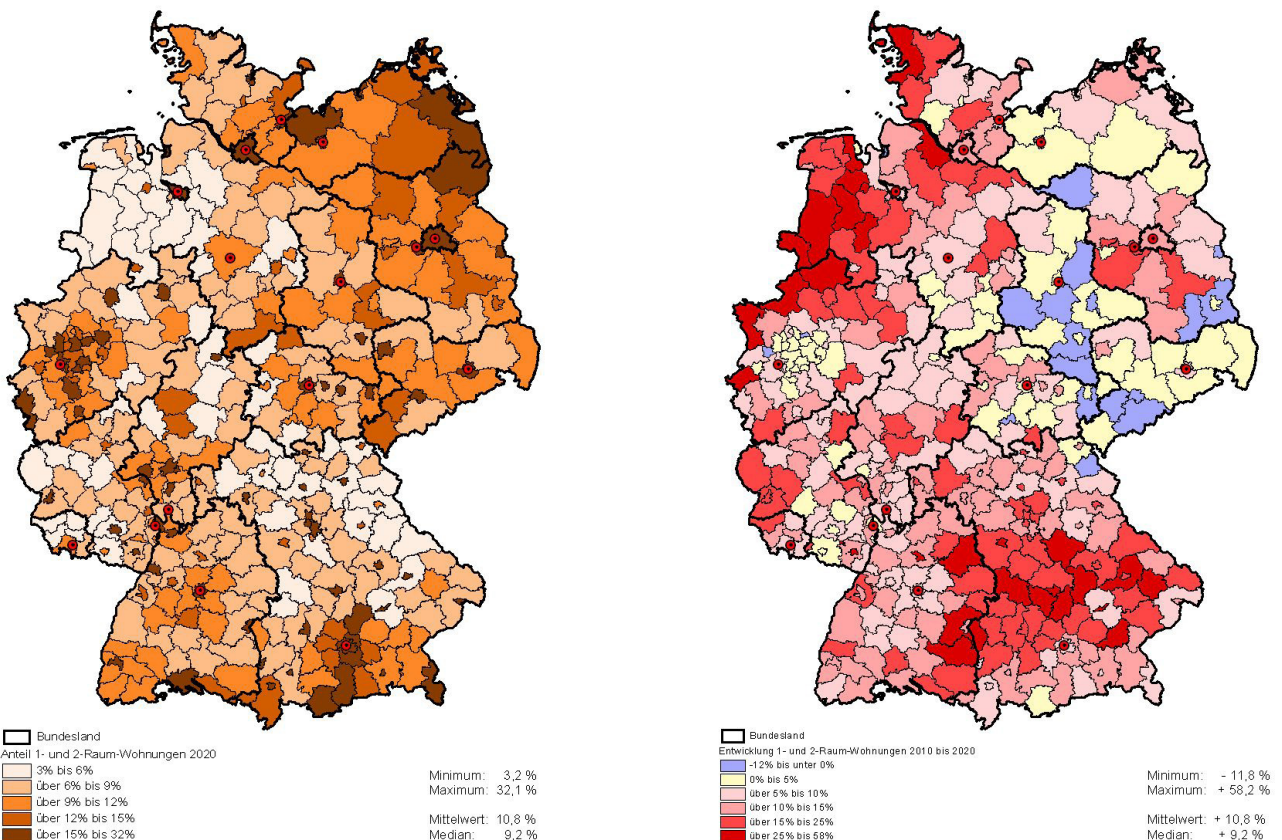 Bundesland
Anteil 1- und 2-Raum-Wohnungen 2020
3% bis 6%
über 6% bis 9%
über 9% bis 12%
über 12% bis 15%
über 15% bis 32%
Minimum: 3,2 %
Maximum: 32,1 %
Mittelwert: 10,8 %
Median: 9,2 %
Bundesland
Entwicklung 1- und 2-Raum-Wohnungen 2010 bis 2020
-12% bis unter 0%
0% bis 5%
über 5% bis 10%
über 10% bis 15%
über 15% bis 25%
über 25% bis 58%
Minimum: - 11,8 %
Maximum: + 58,2 %
Mittelwert: + 10,8 %
Median: + 9,2 %